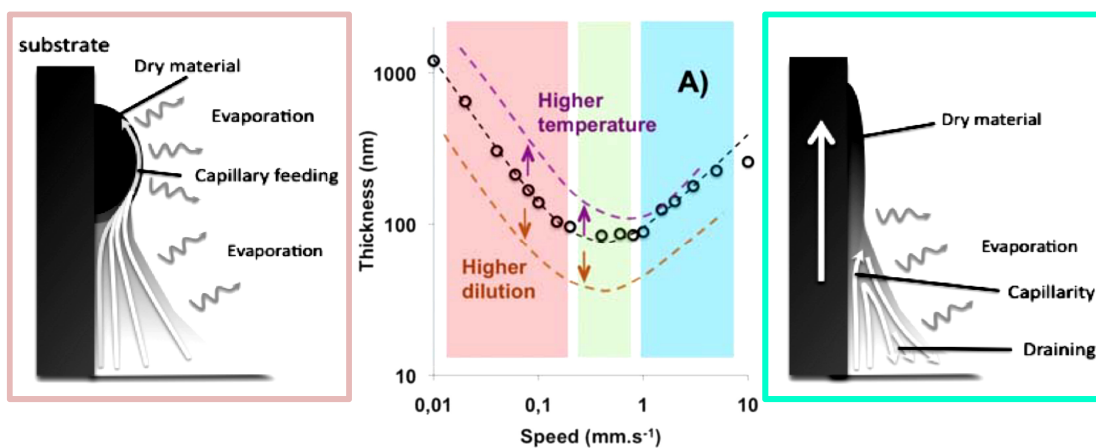 substrate
Dry material
Evaporation
Capillary feeding
Evaporation
Thickness (nm)
1000
100
10
0,01
0,1
1
10
Speed (mm.s⁻¹)
A)
Higher
temperature
Higher
dilution
Dry material
Evaporation
Capillarity
Draining